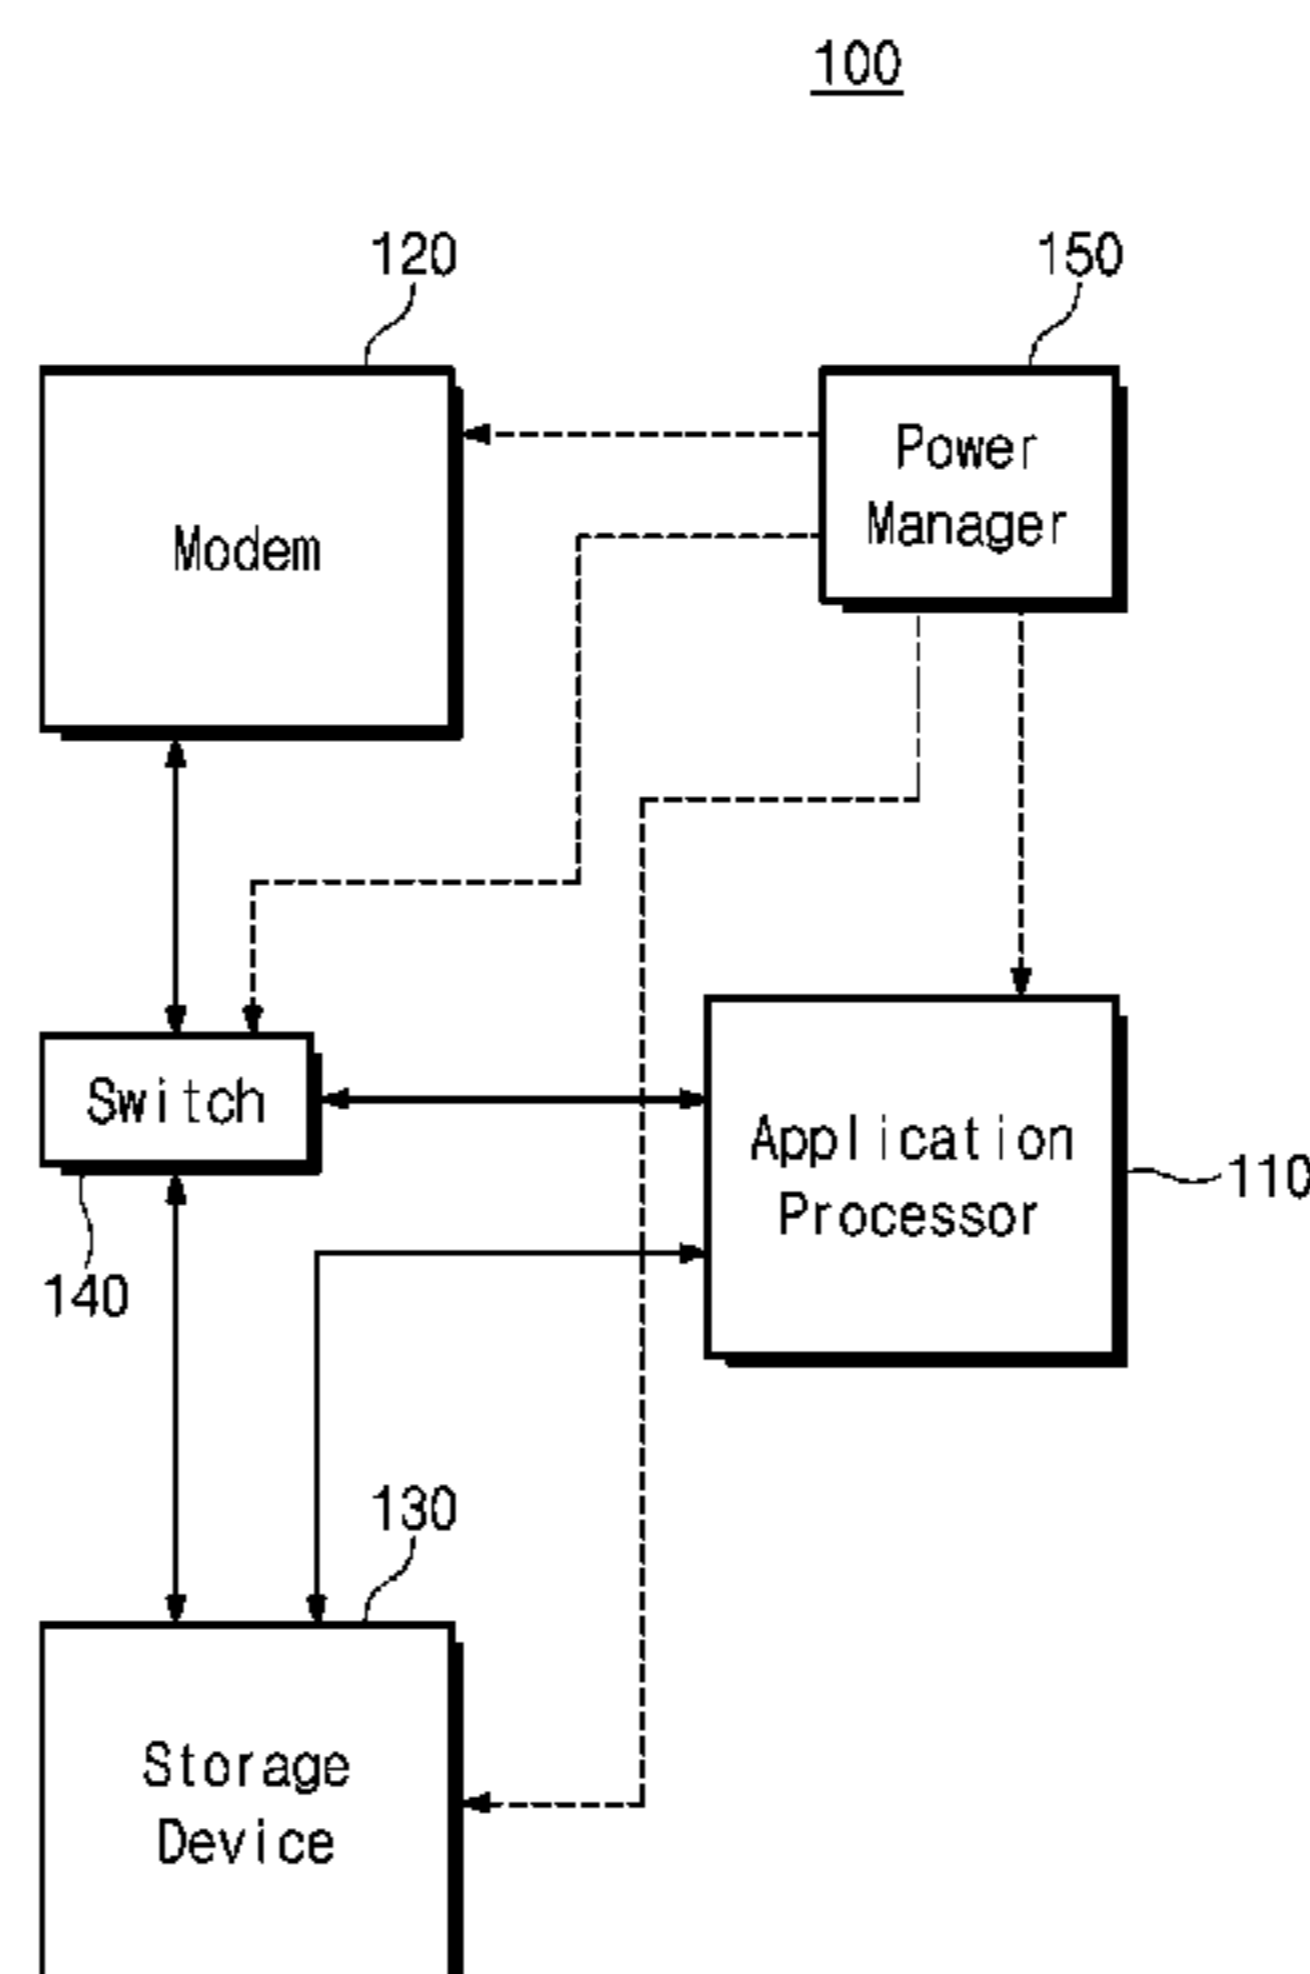 100
120
150
Modem
Power
Manager
Switch
Application
Processor
110
140
130
Storage
Device